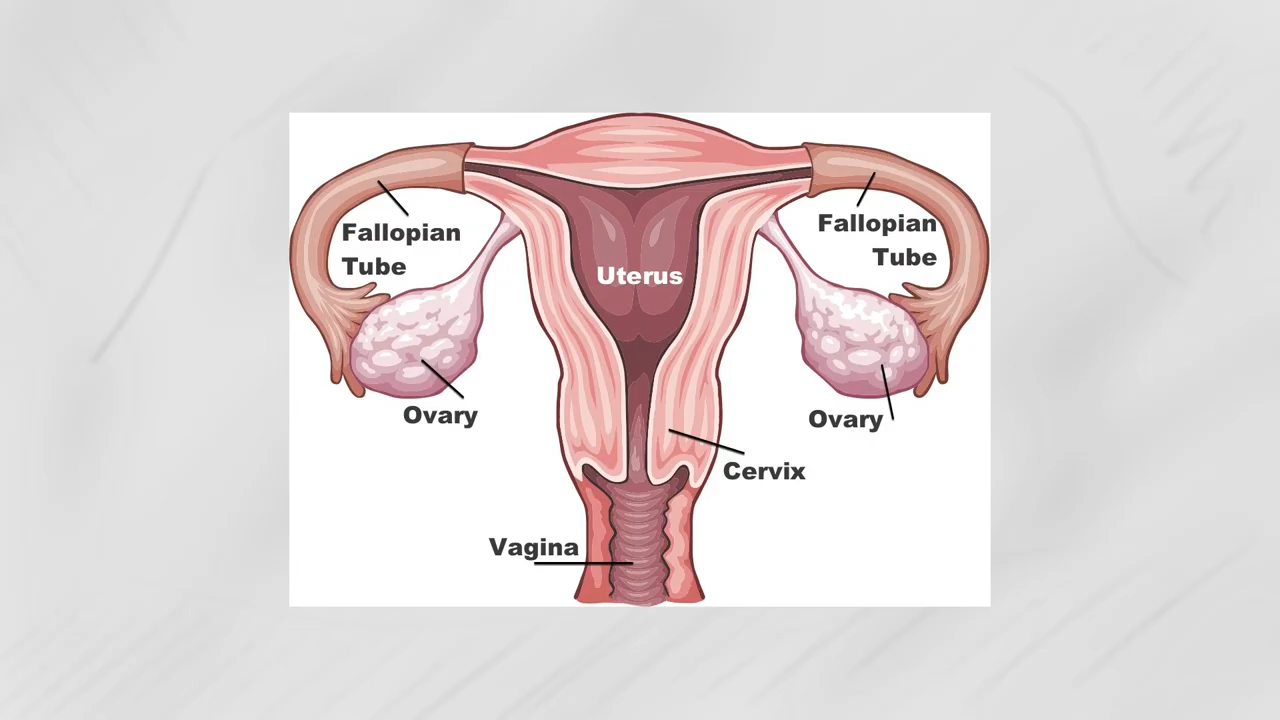 Fallopian
Tube
Fallopian
Tube
Uterus
Ovary
Ovary
Cervix
Vagina